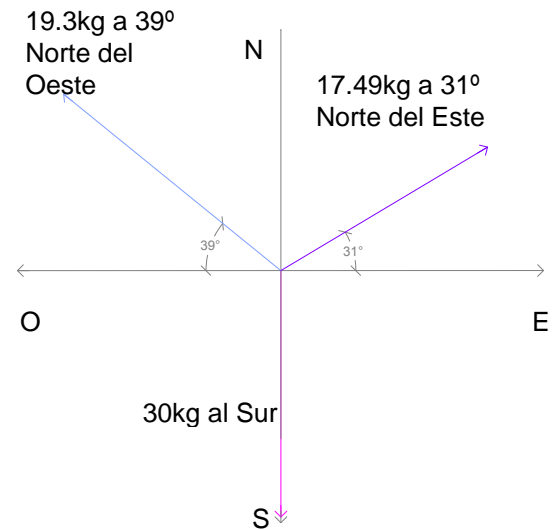 19.3kg a 39º
Norte del
Oeste
N
17.49kg a 31º
Norte del Este
39°
31°
O
E
30kg al Sur
S